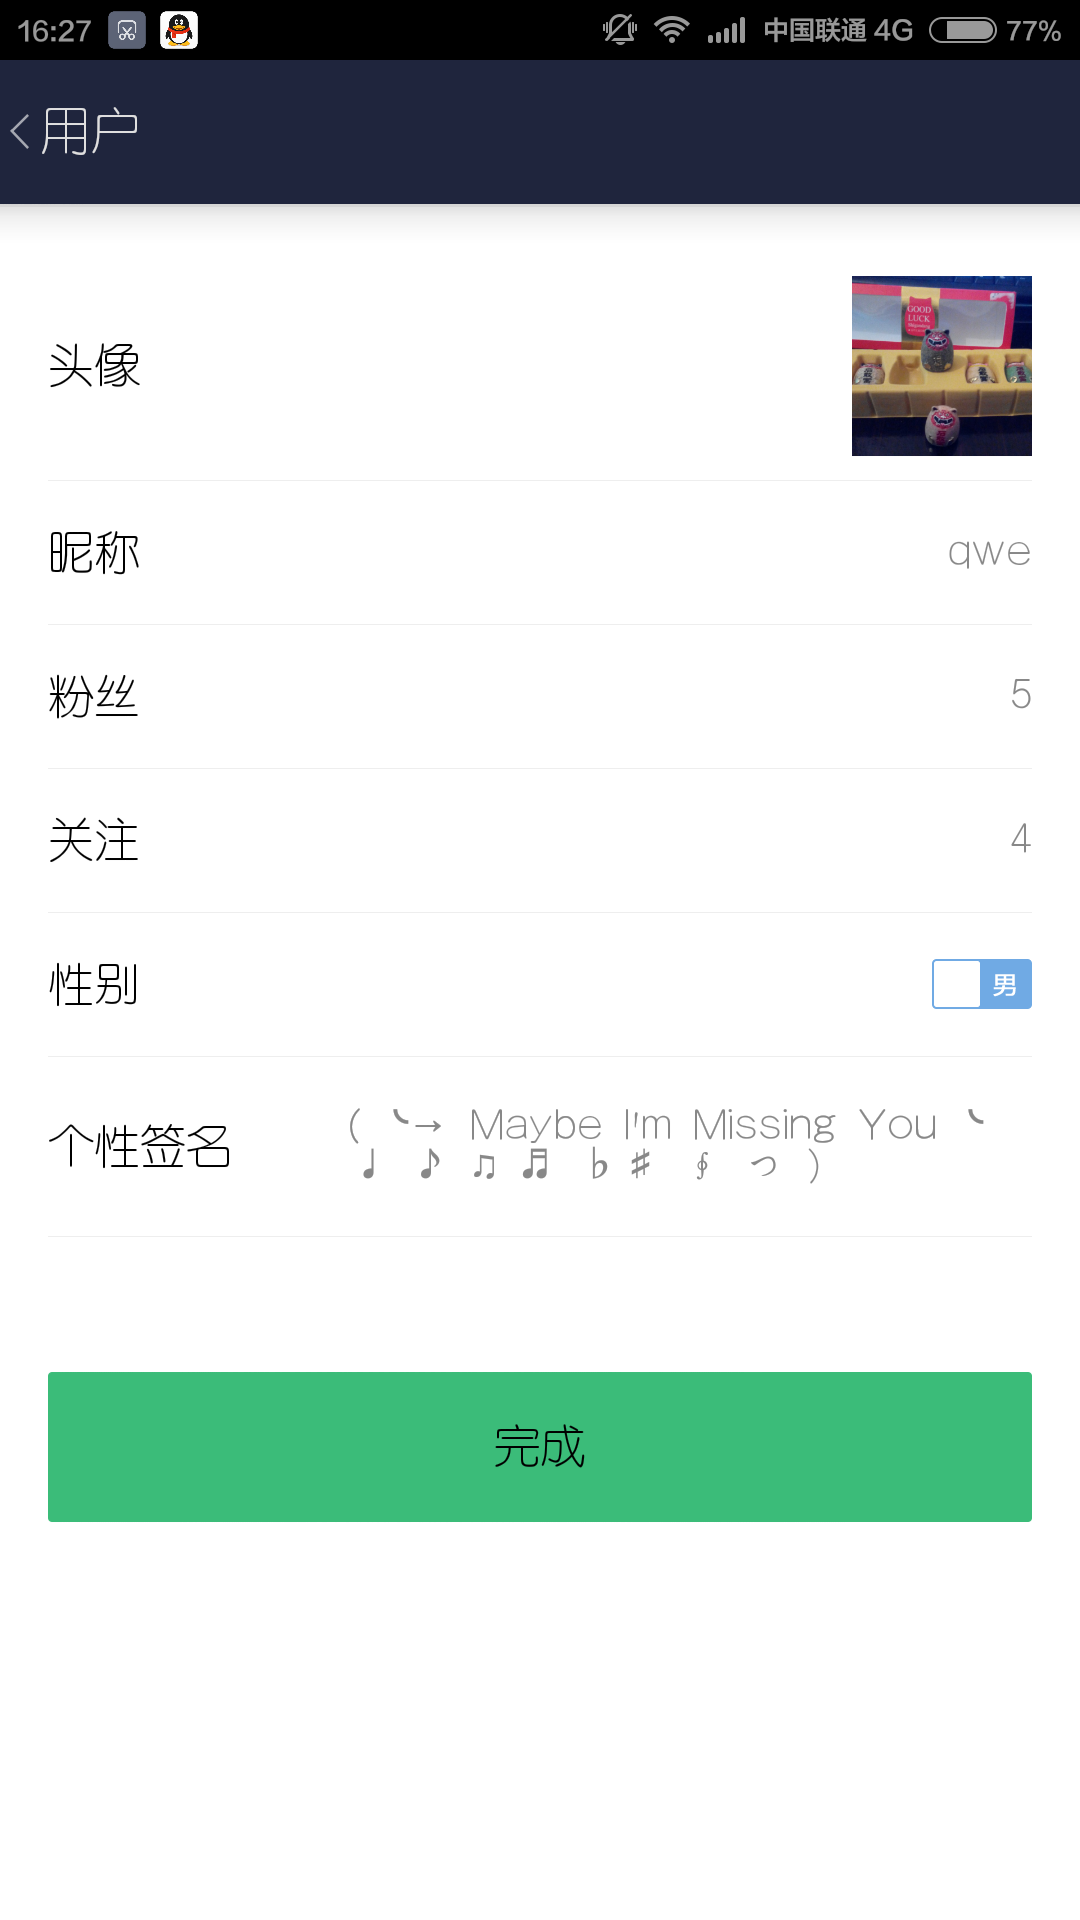 16:27 中国联通 4G 77%
用户
头像
GOOD
LUCK
昵称 qwe
粉丝 5
关注 4
性别 男
个性签名 ( ╰→ Maybe I'm Missing You ╰
♩ ♪ ♫ ♬ ♭ ♯ ∮ つ )
完成